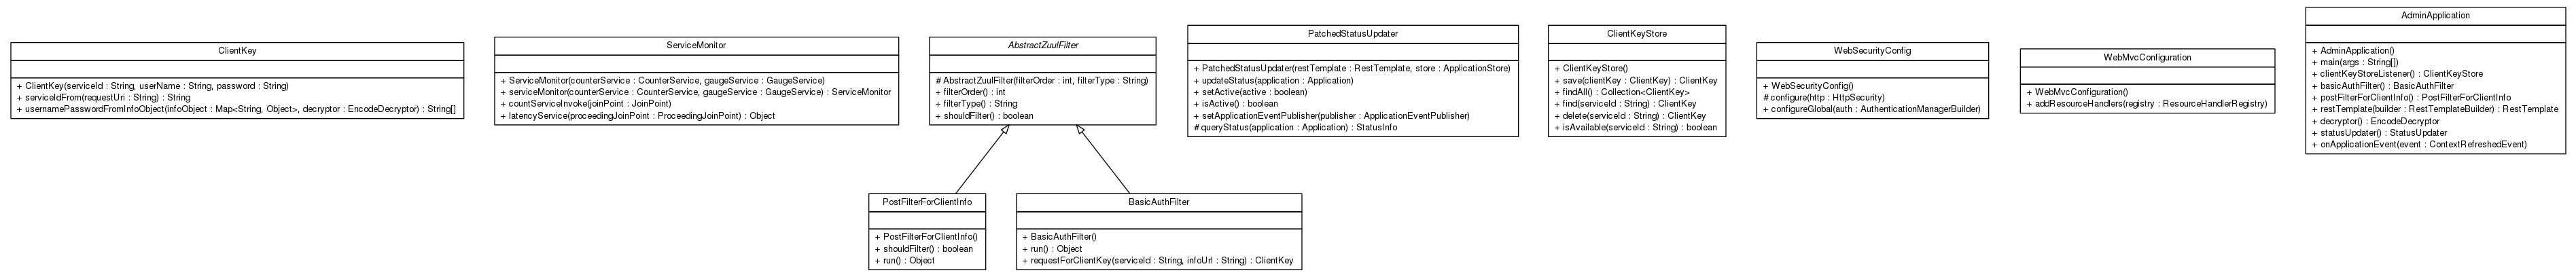 ClientKey
+ ClientKey(serviceId : String, userName : String, password : String)
+ serviceIdFrom(requestUri : String) : String
+ usernamePasswordFromInfoObject(infoObject : Map<String, Object>, decryptor : EncodeDecryptor) : String[]
ServiceMonitor
+ ServiceMonitor(counterService : CounterService, gaugeService : GaugeService)
+ serviceMonitor(counterService : CounterService, gaugeService : GaugeService) : ServiceMonitor
+ countServiceInvoke(joinPoint : JoinPoint)
+ latencyService(proceedingJoinPoint : ProceedingJoinPoint) : Object
AbstractZuulFilter
# AbstractZuulFilter(filterOrder : int, filterType : String)
+ filterOrder() : int
+ filterType() : String
+ shouldFilter() : boolean
PatchedStatusUpdater
+ PatchedStatusUpdater(restTemplate : RestTemplate, store : ApplicationStore)
+ updateStatus(application : Application)
+ setActive(active : boolean)
+ isActive() : boolean
+ setApplicationEventPublisher(publisher : ApplicationEventPublisher)
# queryStatus(application : Application) : StatusInfo
ClientKeyStore
+ ClientKeyStore()
+ save(clientKey : ClientKey) : ClientKey
+ findAll() : Collection<ClientKey>
+ find(serviceId : String) : ClientKey
+ delete(serviceId : String) : ClientKey
+ isAvailable(serviceId : String) : boolean
WebSecurityConfig
+ WebSecurityConfig()
# configure(http : HttpSecurity)
+ configureGlobal(auth : AuthenticationManagerBuilder)
WebMvcConfiguration
+ WebMvcConfiguration()
+ addResourceHandlers(registry : ResourceHandlerRegistry)
AdminApplication
+ AdminApplication()
+ main(args : String[])
+ clientKeyStoreListener() : ClientKeyStore
+ basicAuthFilter() : BasicAuthFilter
+ postFilterForClientInfo() : PostFilterForClientInfo
+ restTemplate(builder : RestTemplateBuilder) : RestTemplate
+ decryptor() : EncodeDecryptor
+ statusUpdater() : StatusUpdater
+ onApplicationEvent(event : ContextRefreshedEvent)
PostFilterForClientInfo
+ PostFilterForClientInfo()
+ shouldFilter() : boolean
+ run() : Object
BasicAuthFilter
+ BasicAuthFilter()
+ run() : Object
+ requestForClientKey(serviceId : String, infoUrl : String) : ClientKey